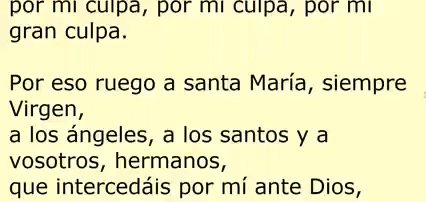 por mi culpa, por mi culpa, por mi
gran culpa.
Por eso ruego a santa María, siempre
Virgen,
a los ángeles, a los santos y a
vosotros, hermanos,
que intercedáis por mí ante Dios,